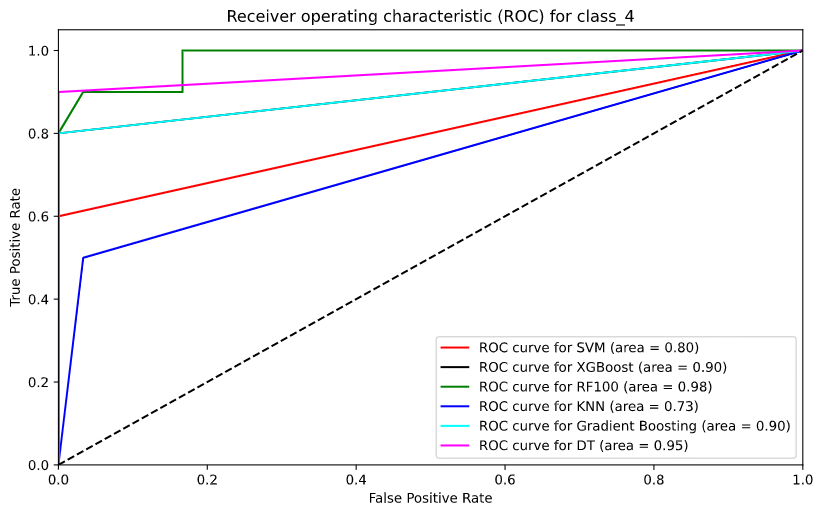 Receiver operating characteristic (ROC) for class_4
True Positive Rate
1.0
0.8
0.6
0.4
0.2
0.0
ROC curve for SVM (area = 0.80)
ROC curve for XGBoost (area = 0.90)
ROC curve for RF100 (area = 0.98)
ROC curve for KNN (area = 0.73)
ROC curve for Gradient Boosting (area = 0.90)
ROC curve for DT (area = 0.95)
0.0 0.2 0.4 0.6 0.8 1.0
False Positive Rate